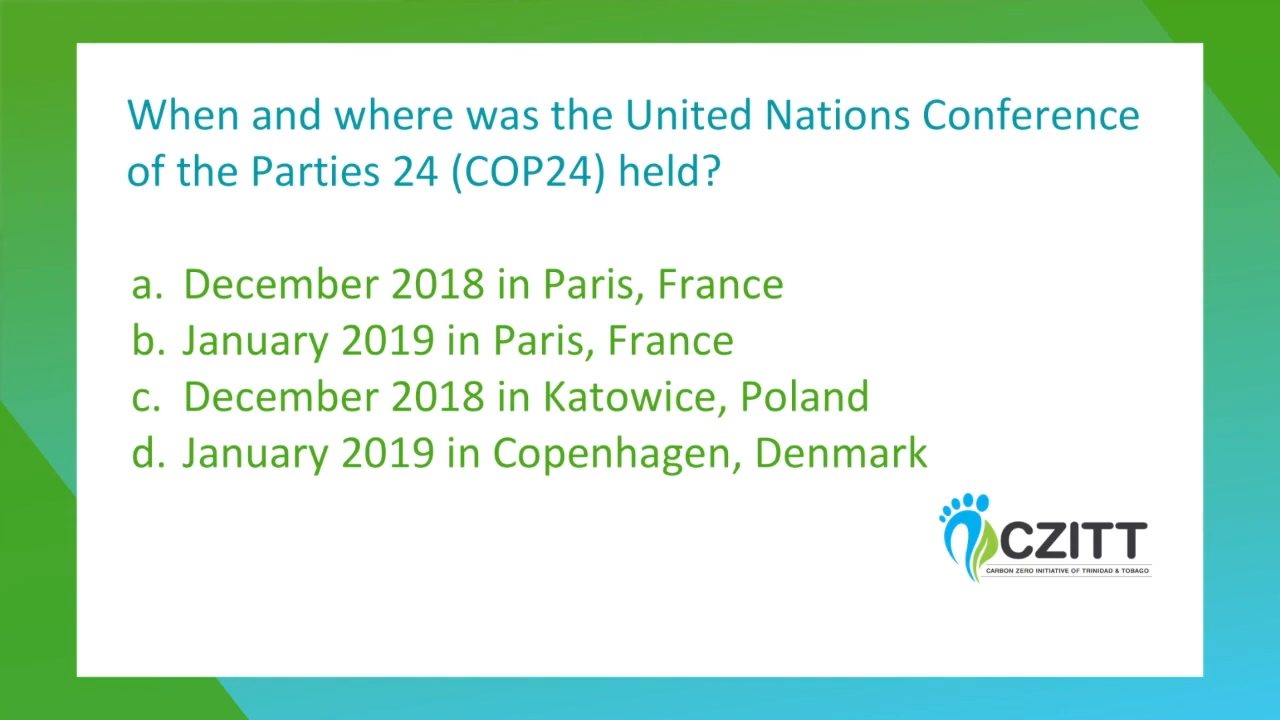 When and where was the United Nations Conference
of the Parties 24 (COP24) held?
a. December 2018 in Paris, France
b. January 2019 in Paris, France
c. December 2018 in Katowice, Poland
d. January 2019 in Copenhagen, Denmark
CZITT
CARBON ZERO INITIATIVE OF TRINIDAD & TOBAGO